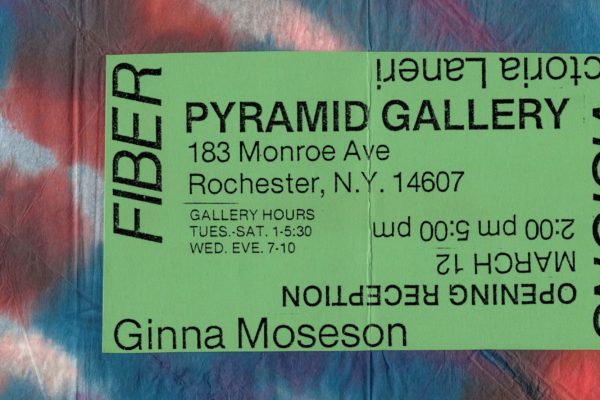 FIBER
PYRAMID GALLERY
183 Monroe Ave
Rochester, N.Y. 14607
GALLERY HOURS
TUES.-SAT. 1-5:30
WED. EVE. 7-10
Ginna Moseson
OPENING RECEPTION
MARCH 12
2:00 pm 5:00 pm
ctoria Laneri